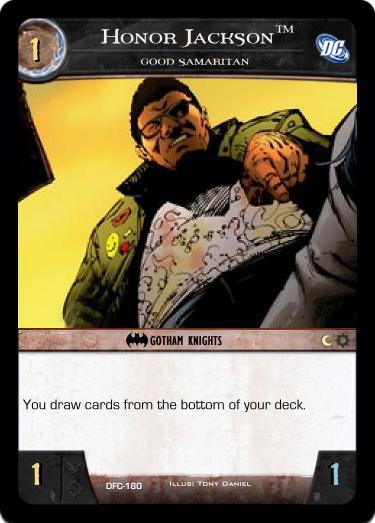 1
HONOR JACKSON™
DC
GOOD SAMARITAN
GOTHAM KNIGHTS
You draw cards from the bottom of your deck.
1
DFC-180
ILLUS: TONY DANIEL
1